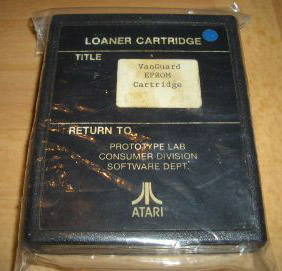 LOANER CARTRIDGE
TITLE
VanGuard
EPROM
Cartridge
RETURN TO
PROTOTYPE LAB
CONSUMER DIVISION
SOFTWARE DEPT.
ATARI